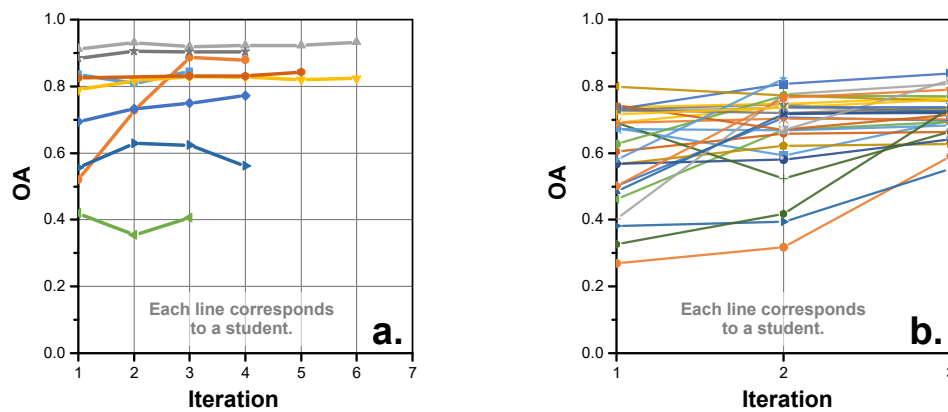 1.0
0.8
0.6
0.4
0.2
0.0
OA
1 2 3 4 5 6 7
Iteration
Each line corresponds
to a student.
a.
1.0
0.8
0.6
0.4
0.2
0.0
OA
1 2 3
Iteration
Each line corresponds
to a student.
b.